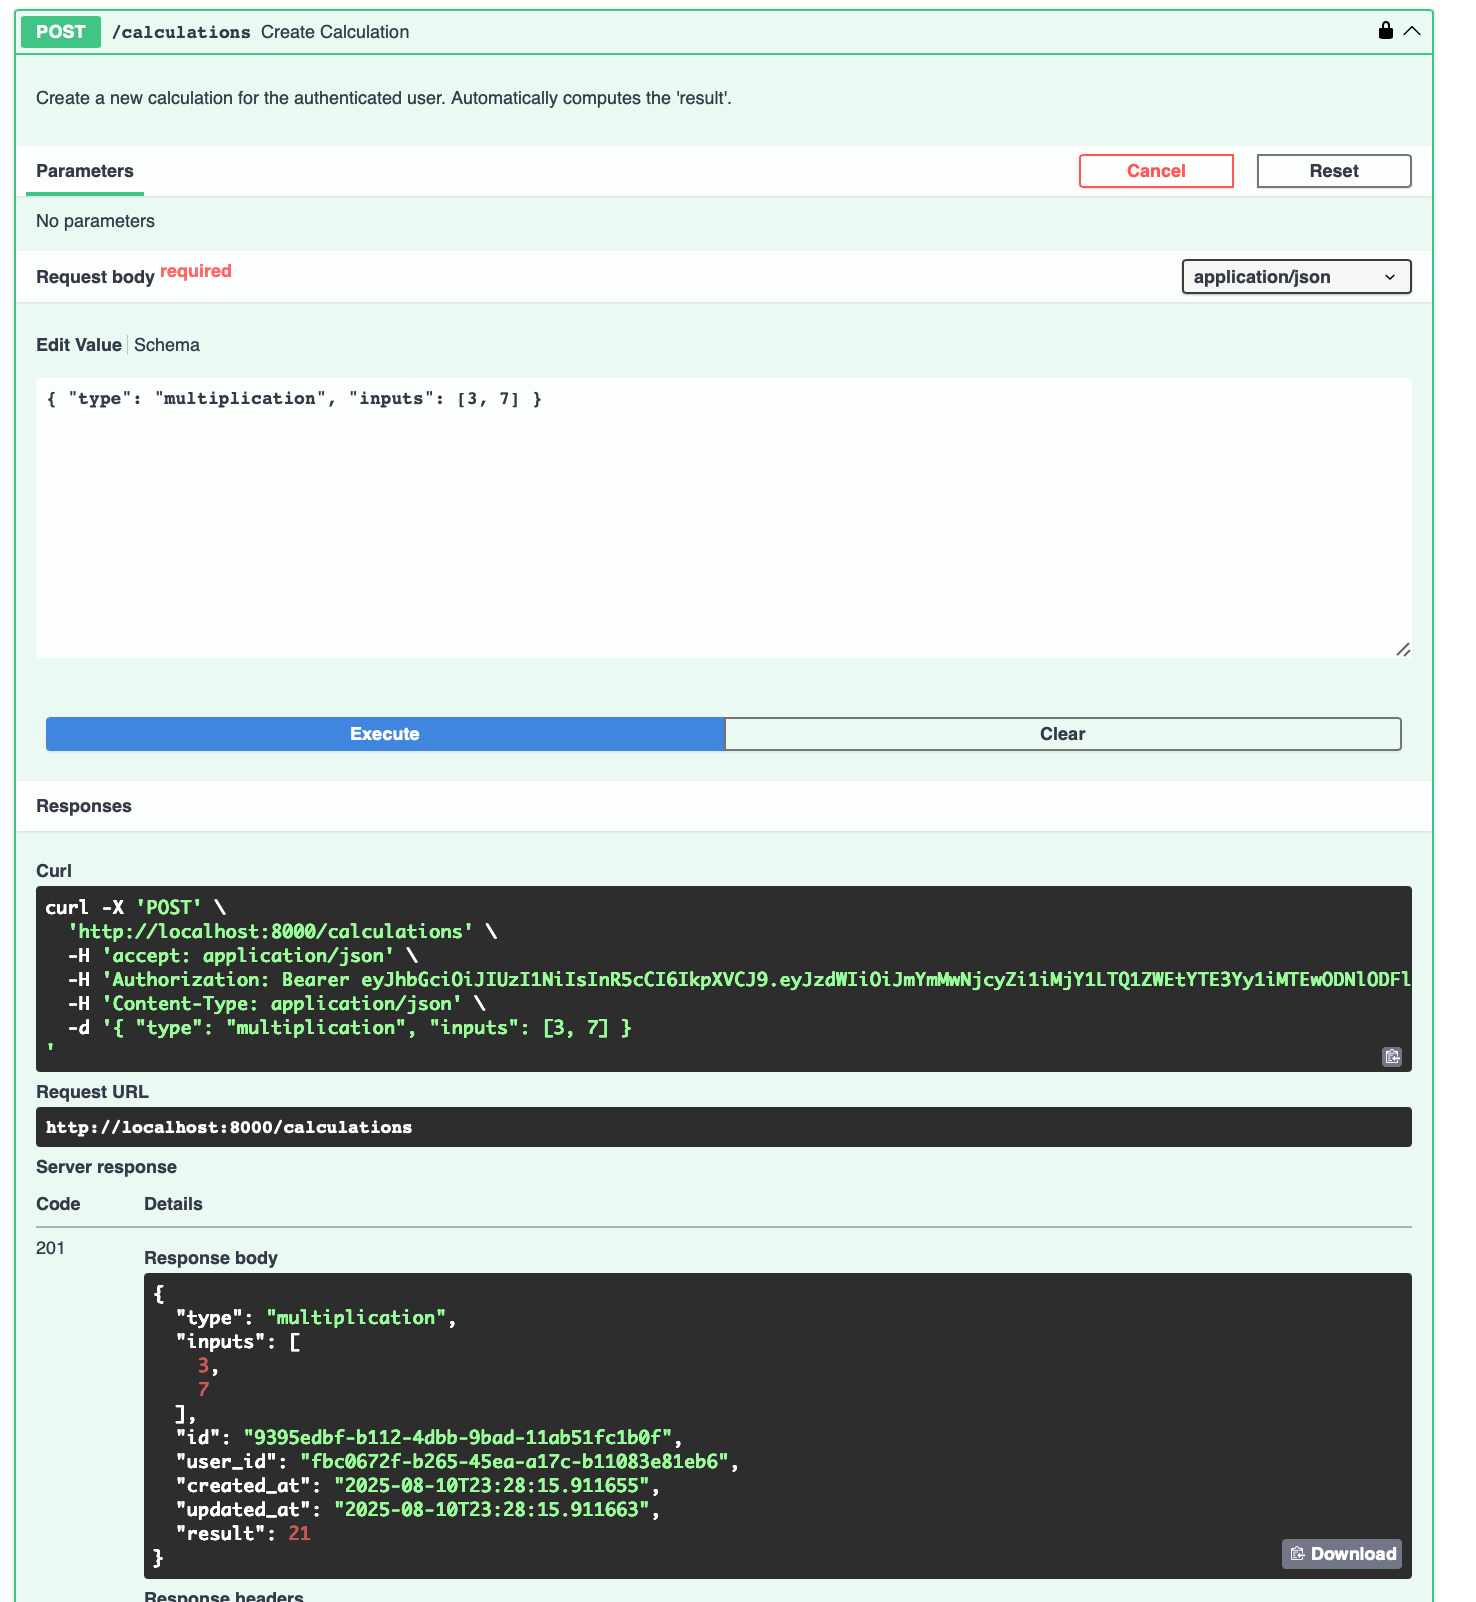 POST /calculations Create Calculation
Create a new calculation for the authenticated user. Automatically computes the 'result'.
Parameters
Cancel
Reset
No parameters
Request body required
application/json
Edit Value Schema
{ "type": "multiplication", "inputs": [3, 7] }
Execute
Clear
Responses
Curl
curl -X 'POST' \
'http://localhost:8000/calculations' \
-H 'accept: application/json' \
-H 'Authorization: Bearer eyJhbGciOiJIUzI1NiIsInR5cCI6IkpXVCJ9.eyJzdWIiOiJmYmMwNjcyZi1iMjY1LTQ1ZWEtYTE3Yy1iMTEwODNlODFl
-H 'Content-Type: application/json' \
-d '{ "type": "multiplication", "inputs": [3, 7] }
'
Request URL
http://localhost:8000/calculations
Server response
Code Details
201
Response body
{
"type": "multiplication",
"inputs": [
3,
7
],
"id": "9395edbf-b112-4dbb-9bad-11ab51fc1b0f",
"user_id": "fbc0672f-b265-45ea-a17c-b11083e81eb6",
"created_at": "2025-08-10T23:28:15.911655",
"updated_at": "2025-08-10T23:28:15.911663",
"result": 21
}
Download
Response headers